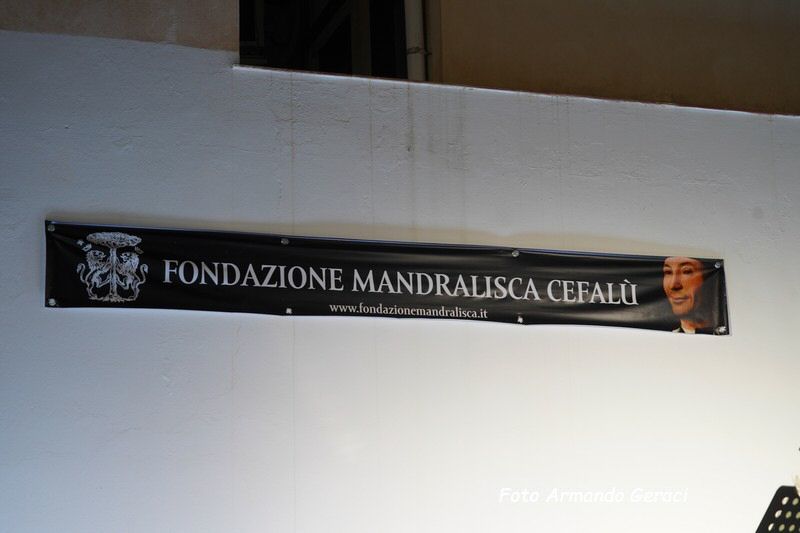 FONDAZIONE MANDRALISCA CEFALÙ
www.fondazionemandralisca.it
Foto Armando Geraci